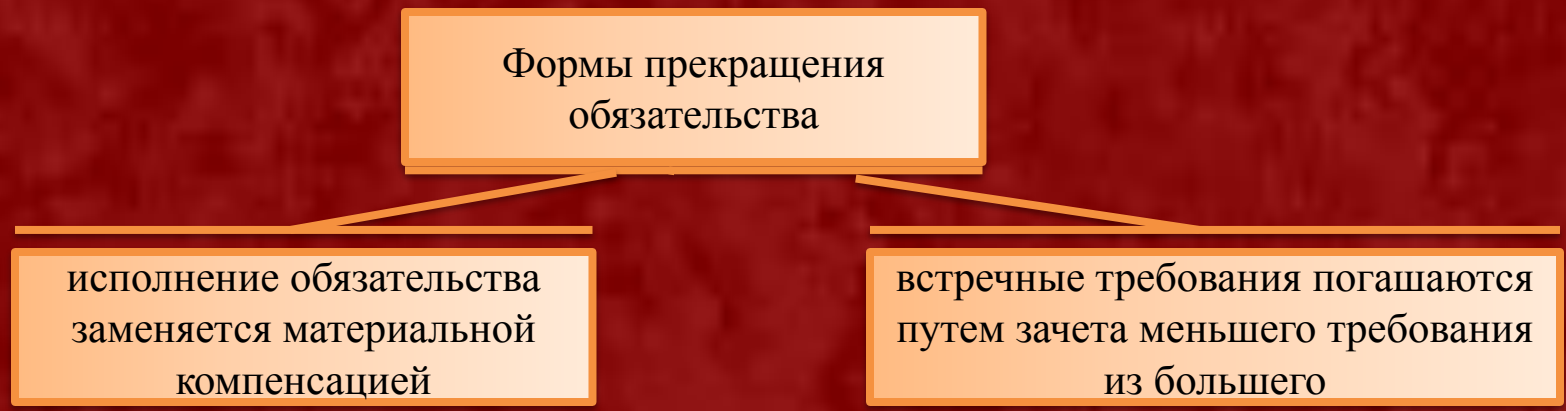 Формы прекращения
обязательства
исполнение обязательства
заменяется материальной
компенсацией
встречные требования погашаются
путем зачета меньшего требования
из большего